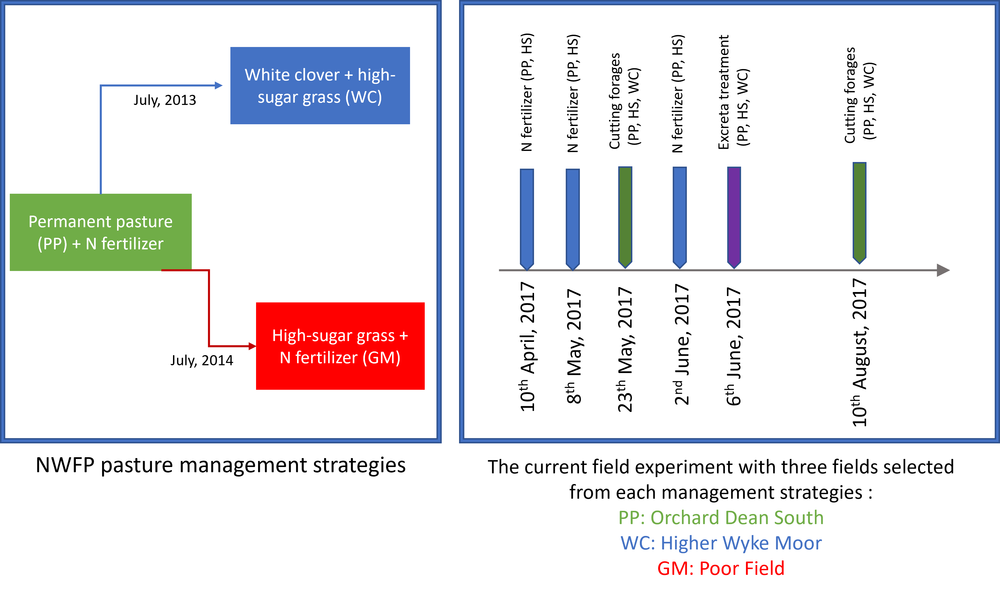 White clover + high-
sugar grass (WC)
July, 2013
Permanent pasture
(PP) + N fertilizer
High-sugar grass +
N fertilizer (GM)
July, 2014
NWFP pasture management strategies
N fertilizer (PP, HS)
N fertilizer (PP, HS)
Cutting forages
(PP, HS, WC)
N fertilizer (PP, HS)
Excreta treatment
(PP, HS, WC)
Cutting forages
(PP, HS, WC)
10th April, 2017
8th May, 2017
23th May, 2017
2nd June, 2017
6th June, 2017
10th August, 2017
The current field experiment with three fields selected
from each management strategies :
PP: Orchard Dean South
WC: Higher Wyke Moor
GM: Poor Field